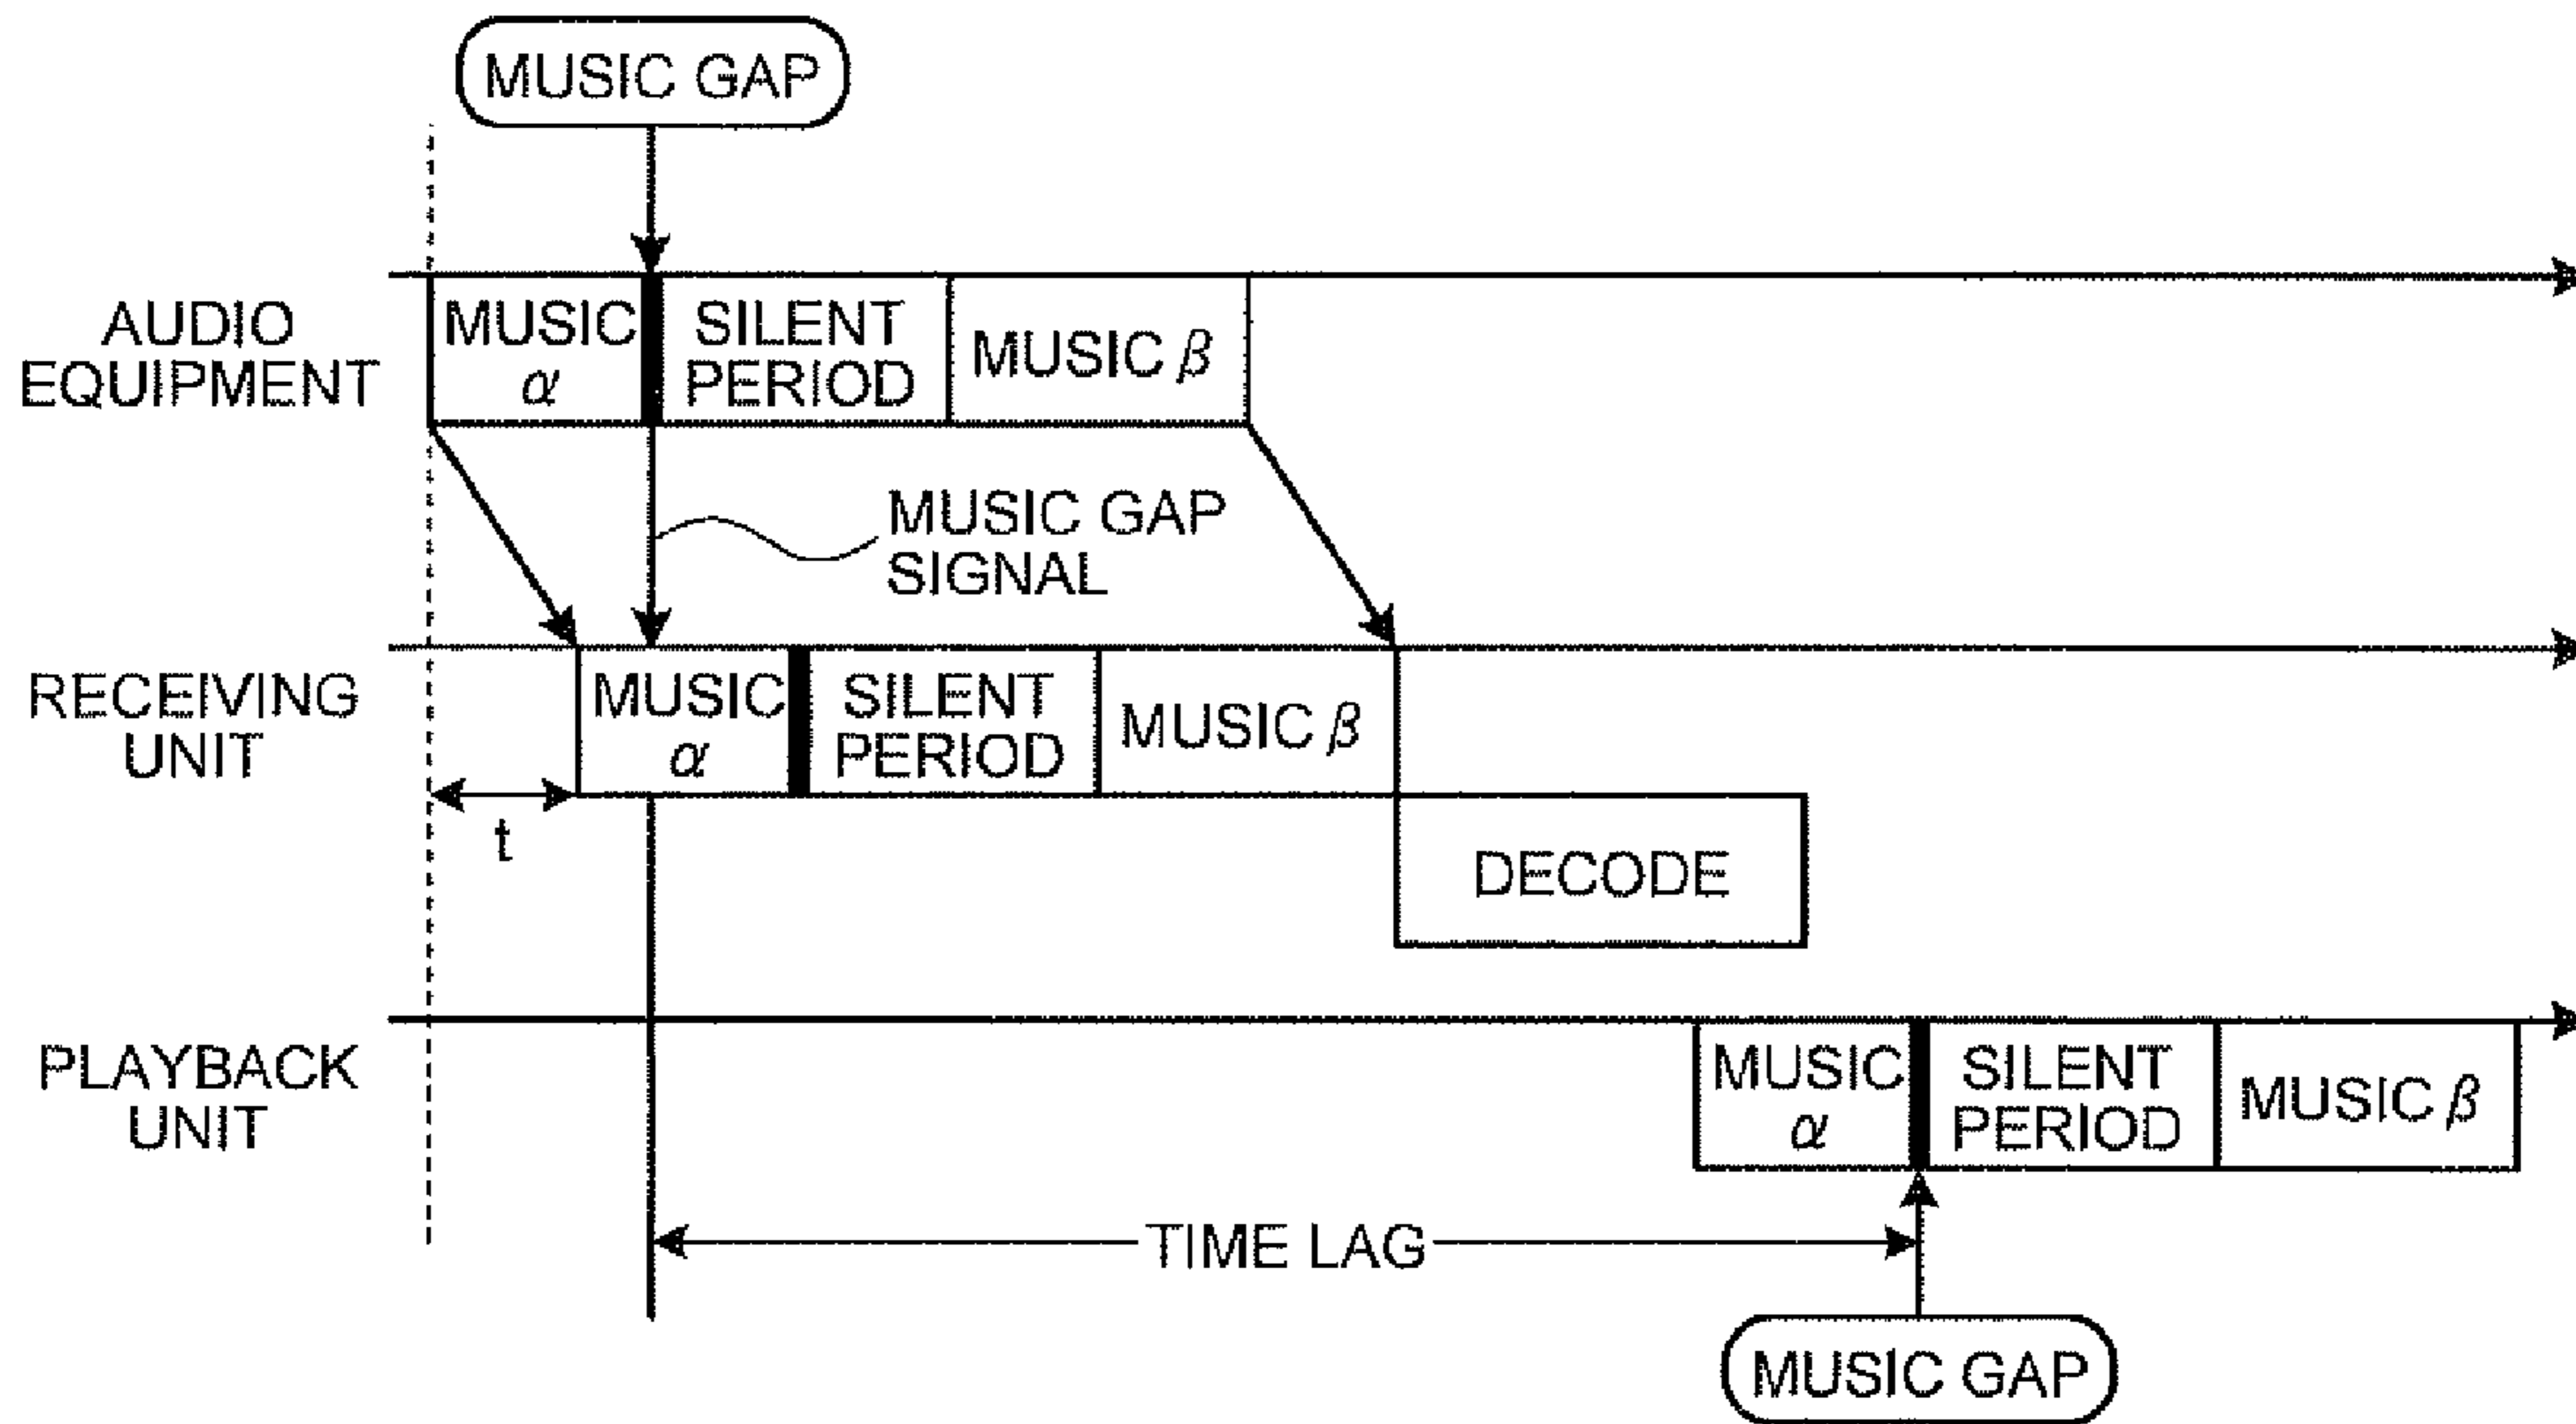 MUSIC GAP
AUDIO
EQUIPMENT
MUSIC
α
SILENT
PERIOD
MUSIC β
MUSIC GAP
SIGNAL
RECEIVING
UNIT
MUSIC
α
SILENT
PERIOD
MUSIC β
t
DECODE
PLAYBACK
UNIT
MUSIC
α
SILENT
PERIOD
MUSIC β
TIME LAG
MUSIC GAP